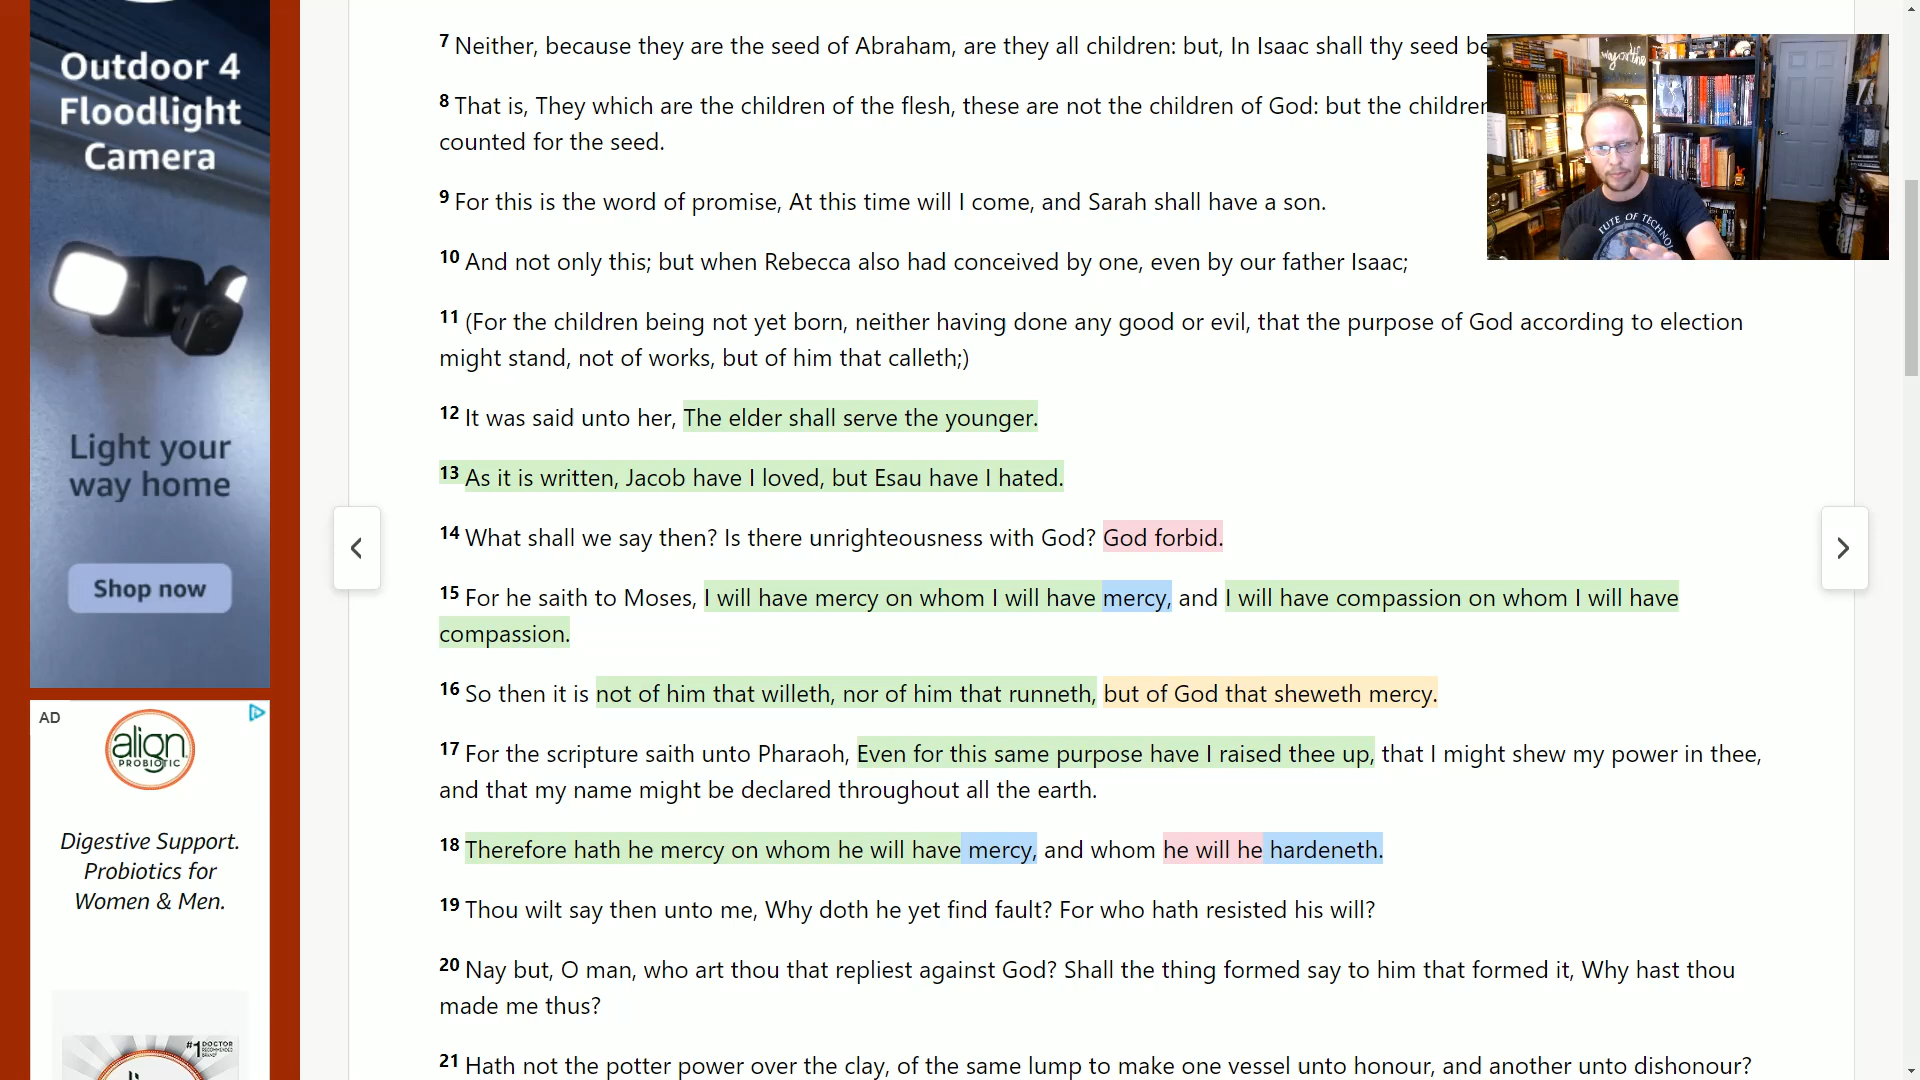 Outdoor 4
Floodlight
Camera
Light your
way home
Shop now
AD
align
PROBIOTIC
Digestive Support.
Probiotics for
Women & Men.
#1 DOCTOR
RECOMMENDED
BRAND
7 Neither, because they are the seed of Abraham, are they all children: but, In Isaac shall thy seed be
8 That is, They which are the children of the flesh, these are not the children of God: but the children
counted for the seed.
9 For this is the word of promise, At this time will I come, and Sarah shall have a son.
10 And not only this; but when Rebecca also had conceived by one, even by our father Isaac;
11 (For the children being not yet born, neither having done any good or evil, that the purpose of God according to election
might stand, not of works, but of him that calleth;)
12 It was said unto her, The elder shall serve the younger.
13 As it is written, Jacob have I loved, but Esau have I hated.
14 What shall we say then? Is there unrighteousness with God? God forbid.
15 For he saith to Moses, I will have mercy on whom I will have mercy, and I will have compassion on whom I will have
compassion.
16 So then it is not of him that willeth, nor of him that runneth, but of God that sheweth mercy.
17 For the scripture saith unto Pharaoh, Even for this same purpose have I raised thee up, that I might shew my power in thee,
and that my name might be declared throughout all the earth.
18 Therefore hath he mercy on whom he will have mercy, and whom he will he hardeneth.
19 Thou wilt say then unto me, Why doth he yet find fault? For who hath resisted his will?
20 Nay but, O man, who art thou that repliest against God? Shall the thing formed say to him that formed it, Why hast thou
made me thus?
21 Hath not the potter power over the clay, of the same lump to make one vessel unto honour, and another unto dishonour?
TUTE OF TECHNO